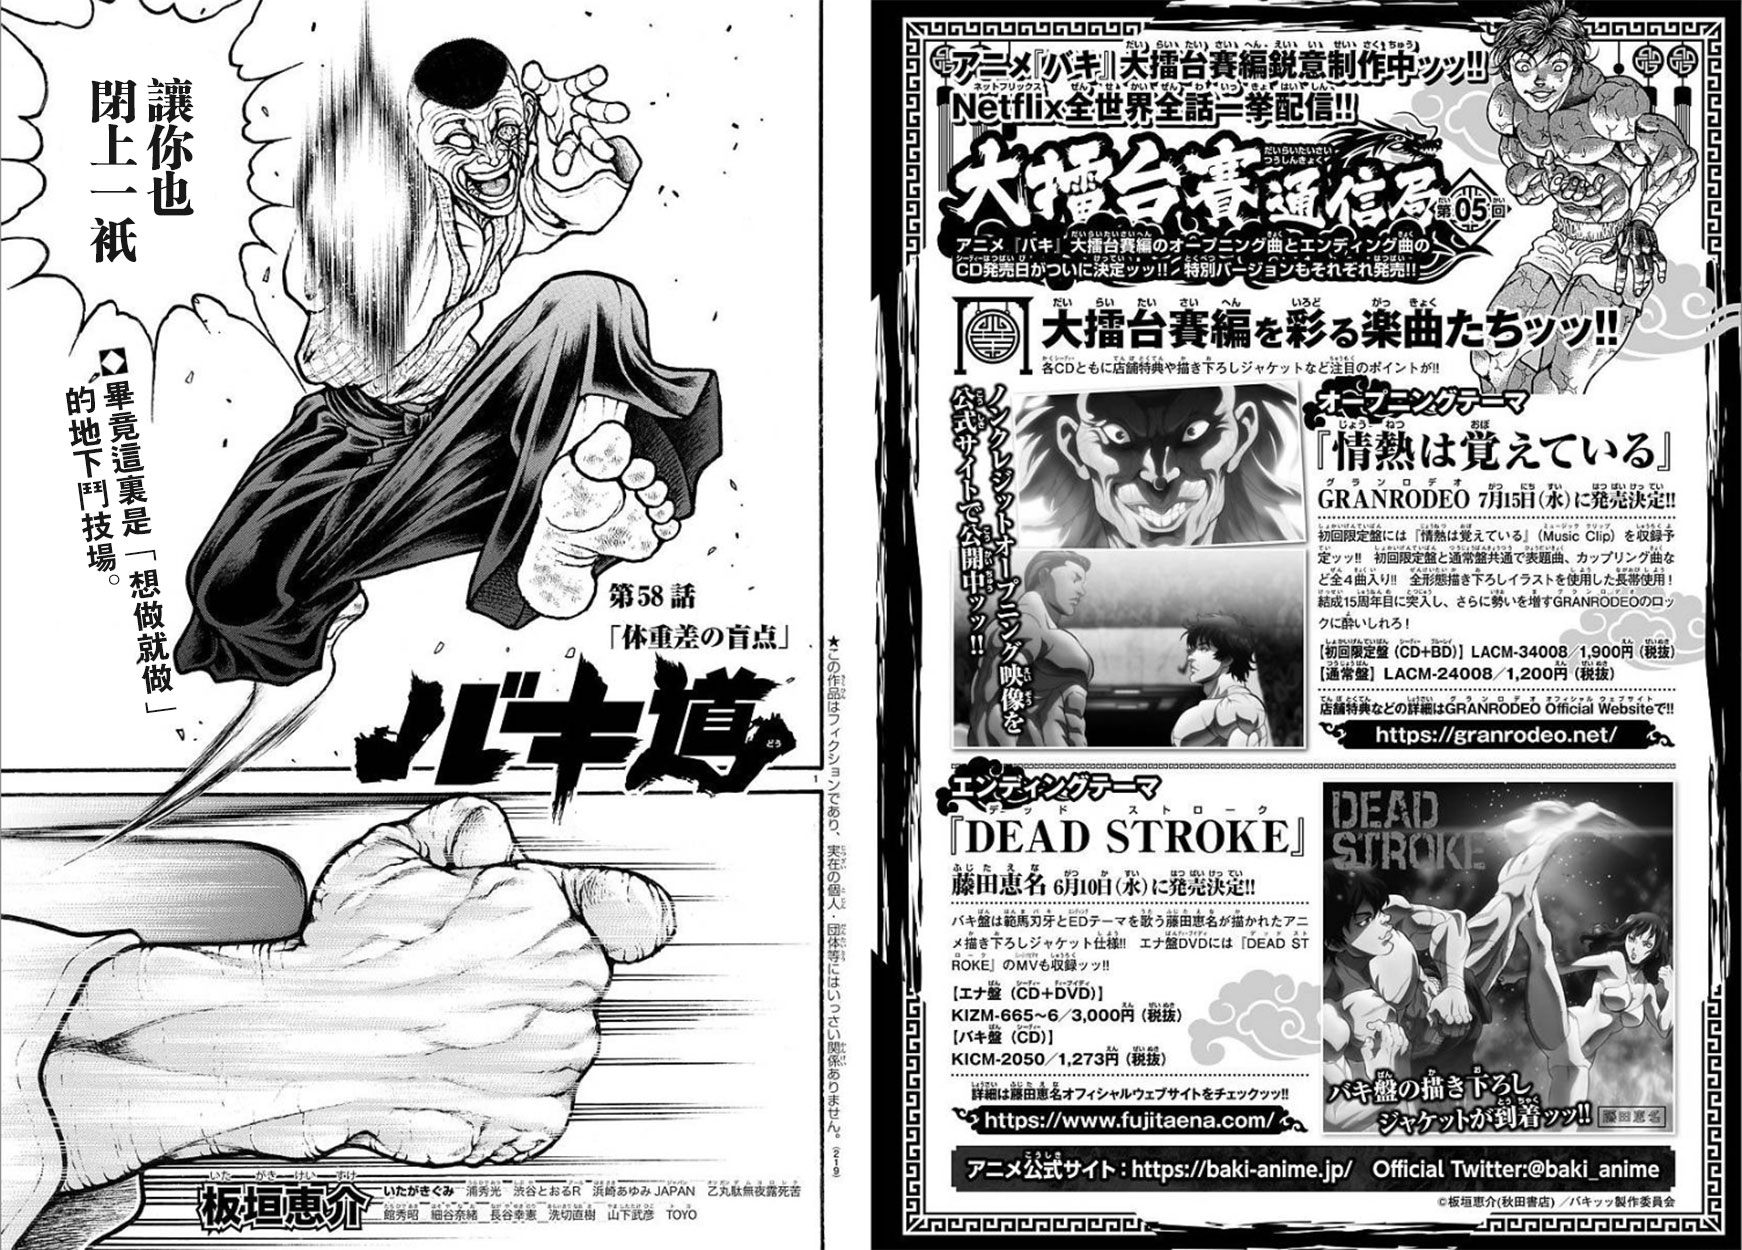 アニメ『バキ』大擂台賽編鋭意制作中ッッ!!
Netflix全世界全話一挙配信!!
大擂台賽通信局
第05回
アニメ『バキ』大擂台賽編のオープニング曲とエンディング曲の
CD発売日がついに決定ッッ!! 特別バージョンもそれぞれ発売!!
大擂台賽編を彩る楽曲たちッッ!!
各CDともに店舗特典や描き下ろしジャケットなど注目のポイントが!!
ノンクレジットオープニング映像を
公式サイトで公開中ッッ!!
オープニングテーマ
『情熱は覚えている』
GRANRODEO 7月15日(水)に発売決定!!
初回限定盤には『情熱は覚えている』(Music Clip)を収録予
定ッッ!! 初回限定盤と通常盤共通で表題曲、カップリング曲な
ど全4曲入り!! 全形態描き下ろしイラストを使用した長帯使用!
結成15周年目に突入し、さらに勢いを増すGRANRODEOのロッ
クに酔いしれろ!
【初回限定盤(CD+BD)】LACM-34008/1,900円(税抜)
【通常盤】LACM-24008/1,200円(税抜)
店舗特典などの詳細はGRANRODEO Official Websiteで!!
https://granrodeo.net/
エンディングテーマ
『DEAD STROKE』
藤田恵名 6月10日(水)に発売決定!!
バキ盤は範馬刃牙とEDテーマを歌う藤田恵名が描かれたアニ
メ描き下ろしジャケット仕様!! エナ盤DVDには『DEAD ST
ROKE』のMVも収録ッッ!!
【エナ盤(CD+DVD)】
KIZM-665~6/3,000円(税抜)
【バキ盤(CD)】
KICM-2050/1,273円(税抜)
詳細は藤田恵名オフィシャルウェブサイトをチェックッッ!!
https://www.fujitaena.com/
DEAD
STROKE
バキ盤の描き下ろし
ジャケットが到着ッッ!!
藤田恵名
アニメ公式サイト:https://baki-anime.jp/ Official Twitter:@baki_anime
©板垣恵介(秋田書店)/バキッッ製作委員会
讓你也
閉上一祇
◆畢竟這裏是「想做就做」
的地下鬥技場。
第58話
「体重差の盲点」
バキ道
どう
1
★この作品はフィクションであり、実在の個人・団体等にはいっさい関係ありません。(219)
板垣恵介
いたがきぐみ 浦秀光 渋谷とおるR 浜崎あゆみJAPAN 乙丸駄無夜露死苦
館秀昭 細谷奈緒 長谷幸憲 洗切直樹 山下武彦 TOYO